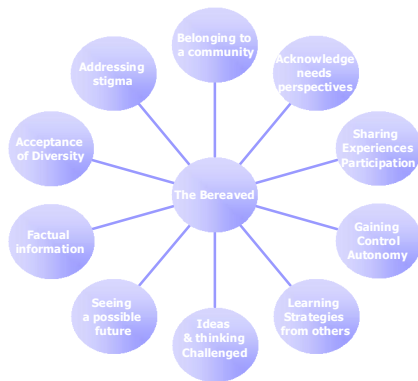 Belonging to
a community
Acknowledge
needs
perspectives
Sharing
Experiences
Participation
Gaining
Control
Autonomy
Learning
Strategies
from others
Ideas
& thinking
Challenged
Seeing
a possible
future
Factual
information
Acceptance
of Diversity
Addressing
stigma
The Bereaved